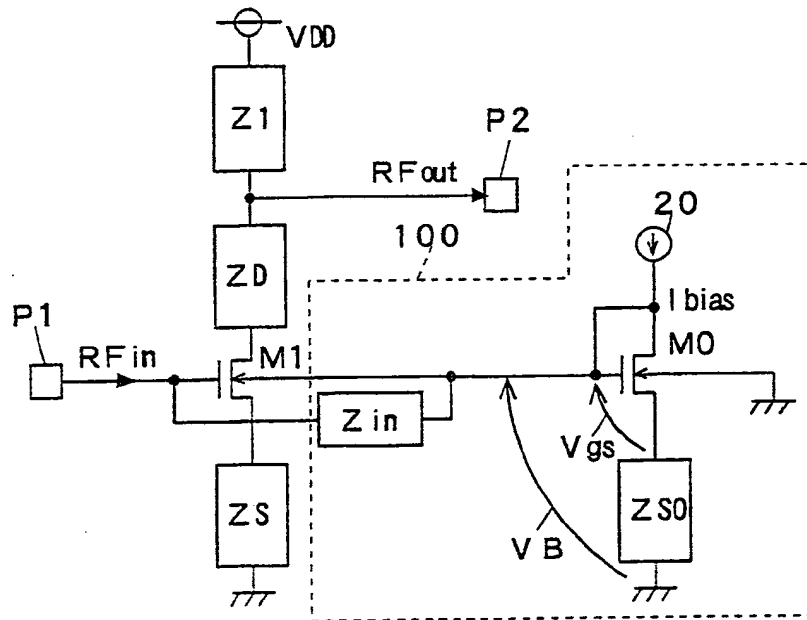 VDD
Z1
P2
RFout
20
100
ZD
Ibias
P1
RFin
M1
M0
Zin
Vgs
ZS
ZS0
VB